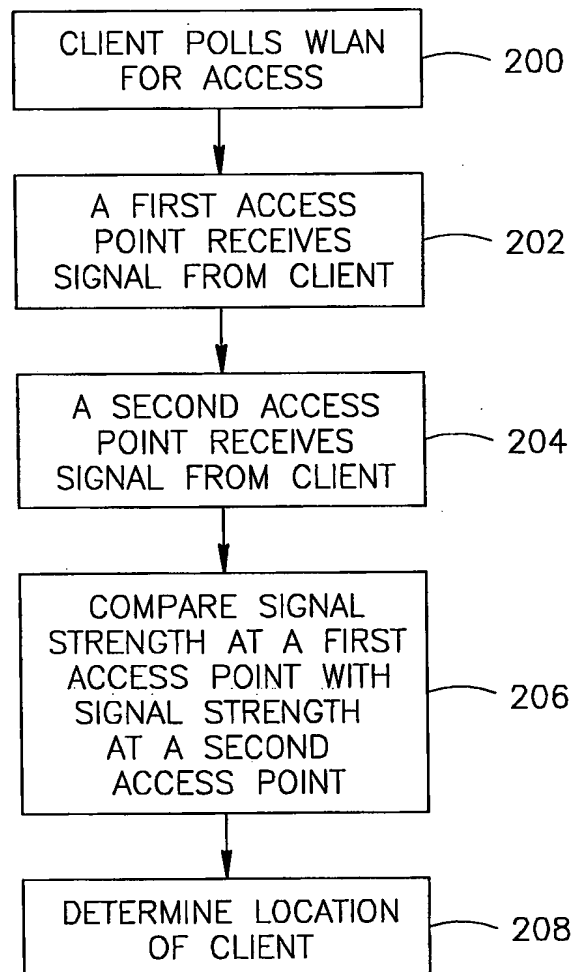 CLIENT POLLS WLAN
FOR ACCESS
200
A FIRST ACCESS
POINT RECEIVES
SIGNAL FROM CLIENT
202
A SECOND ACCESS
POINT RECEIVES
SIGNAL FROM CLIENT
204
COMPARE SIGNAL
STRENGTH AT A FIRST
ACCESS POINT WITH
SIGNAL STRENGTH
AT A SECOND
ACCESS POINT
206
DETERMINE LOCATION
OF CLIENT
208